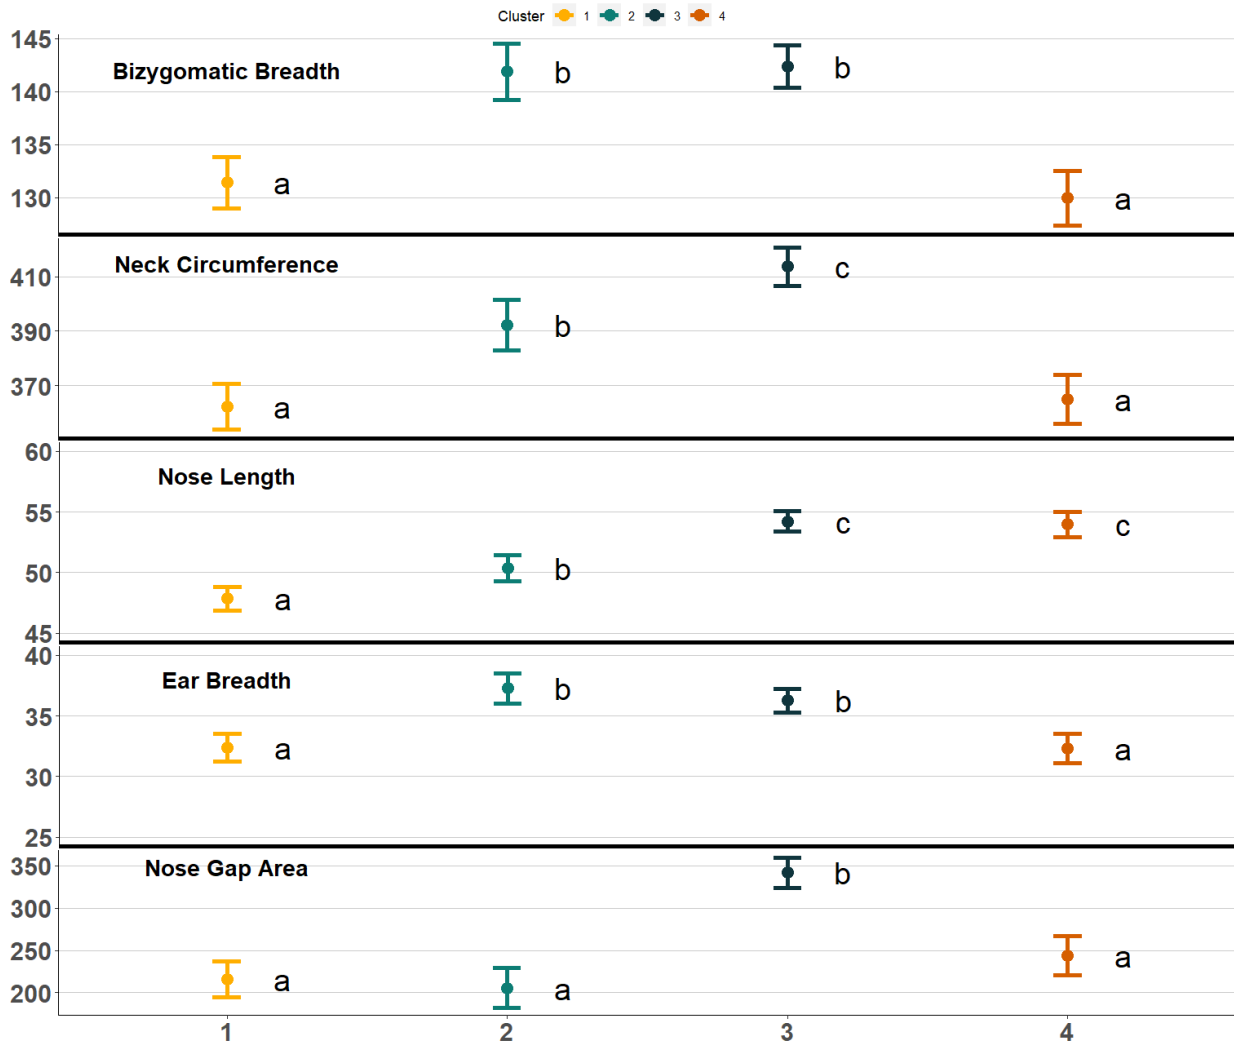 Cluster 1 2 3 4
145
Bizygomatic Breadth
b
b
140
135
a
130
a
Neck Circumference
410
c
390
b
370
a
a
60
Nose Length
55
c
c
50
b
a
45
40
Ear Breadth
b
b
35
a
a
30
25
350
Nose Gap Area
b
300
250
a
200
a
a
1 2 3 4